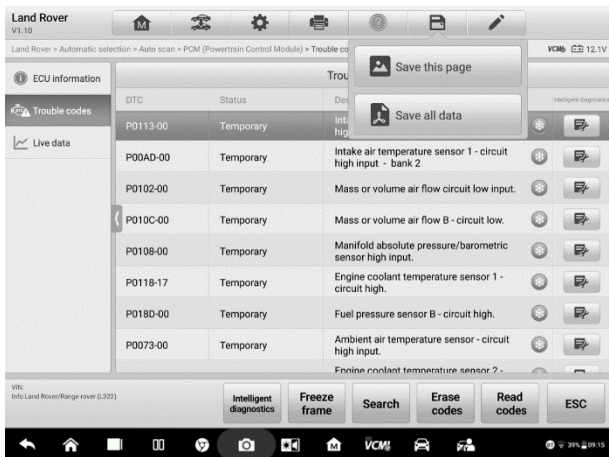 Land Rover
V1.10
Land Rover > Automatic selection > Auto scan > PCM (Powertrain Control Module) > Trouble co
VCMI 12.1V
ECU information
Trouble codes
Live data
Trou
Save this page
Save all data
DTC Status Des Intelligent diagnostics
P0113-00 Temporary Inta
hig
P00AD-00 Temporary Intake air temperature sensor 1 - circuit
high input - bank 2
P0102-00 Temporary Mass or volume air flow circuit low input.
P010C-00 Temporary Mass or volume air flow B - circuit low.
P0108-00 Temporary Manifold absolute pressure/barometric
sensor high input.
P0118-17 Temporary Engine coolant temperature sensor 1 -
circuit high.
P018D-00 Temporary Fuel pressure sensor B - circuit high.
P0073-00 Temporary Ambient air temperature sensor - circuit
high input.
Engine coolant temperature sensor 2 -
VIN:
Info:Land Rover/Range rover (L322)
Intelligent
diagnostics
Freeze
frame
Search
Erase
codes
Read
codes
ESC
VCMI
39% 09:15